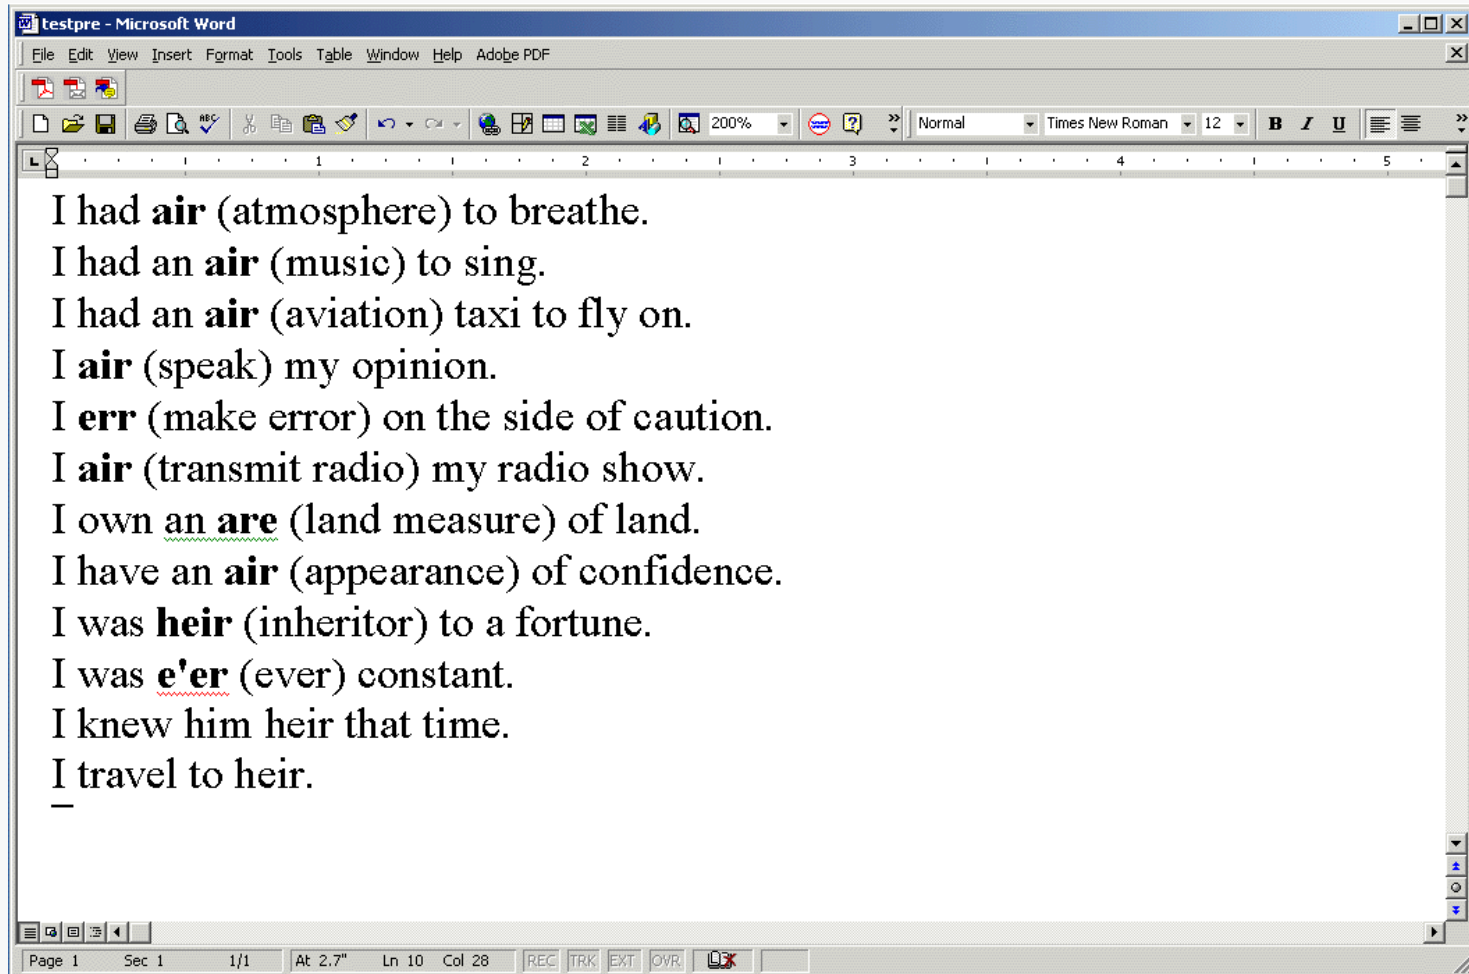 testpre - Microsoft Word
File Edit View Insert Format Tools Table Window Help Adobe PDF
200% Normal Times New Roman 12 B I U
1 2 3 4 5
I had air (atmosphere) to breathe.
I had an air (music) to sing.
I had an air (aviation) taxi to fly on.
I air (speak) my opinion.
I err (make error) on the side of caution.
I air (transmit radio) my radio show.
I own an are (land measure) of land.
I have an air (appearance) of confidence.
I was heir (inheritor) to a fortune.
I was e'er (ever) constant.
I knew him heir that time.
I travel to heir.
Page 1 Sec 1 1/1 At 2.7" Ln 10 Col 28 REC TRK EXT OVR